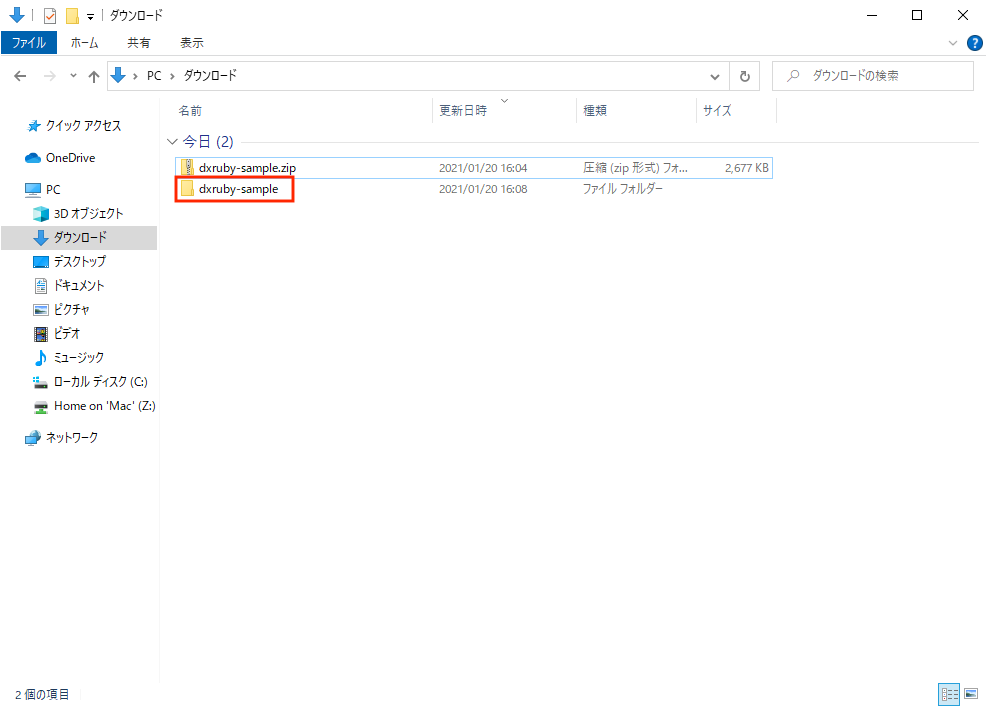 ダウンロード
ファイル ホーム 共有 表示
PC ダウンロード ダウンロードの検索
名前 更新日時 種類 サイズ
今日 (2)
dxruby-sample.zip 2021/01/20 16:04 圧縮 (zip 形式) フォ... 2,677 KB
dxruby-sample 2021/01/20 16:08 ファイル フォルダー
クイック アクセス
OneDrive
PC
3D オブジェクト
ダウンロード
デスクトップ
ドキュメント
ピクチャ
ビデオ
ミュージック
ローカル ディスク (C:)
Home on 'Mac' (Z:)
ネットワーク
2 個の項目